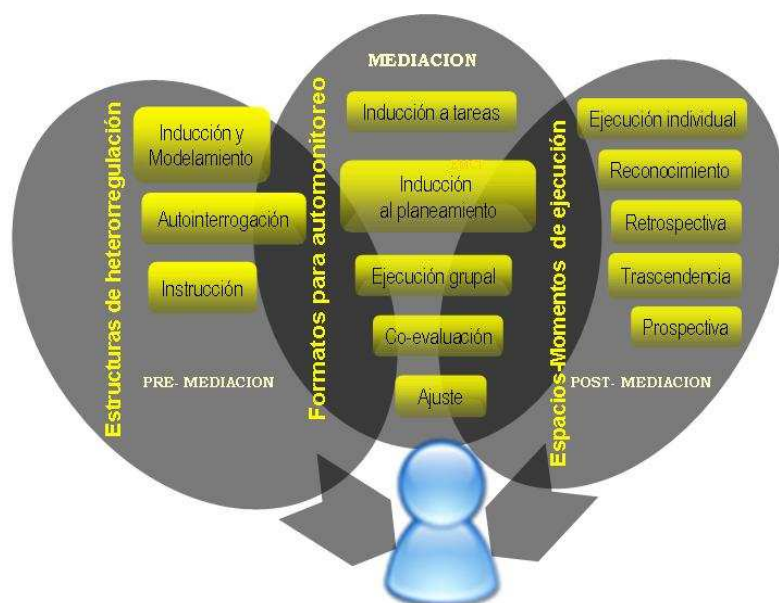 Estructuras de heterorregulación
Inducción y
Modelamiento
Autointerrogación
Instrucción
PRE- MEDIACION
MEDIACION
Formatos para automonitoreo
Inducción a tareas
Inducción
al planeamiento
Ejecución grupal
Co-evaluación
Ajuste
Espacios-Momentos de ejecución
Ejecución individual
Reconocimiento
Retrospectiva
Trascendencia
Prospectiva
POST- MEDIACION